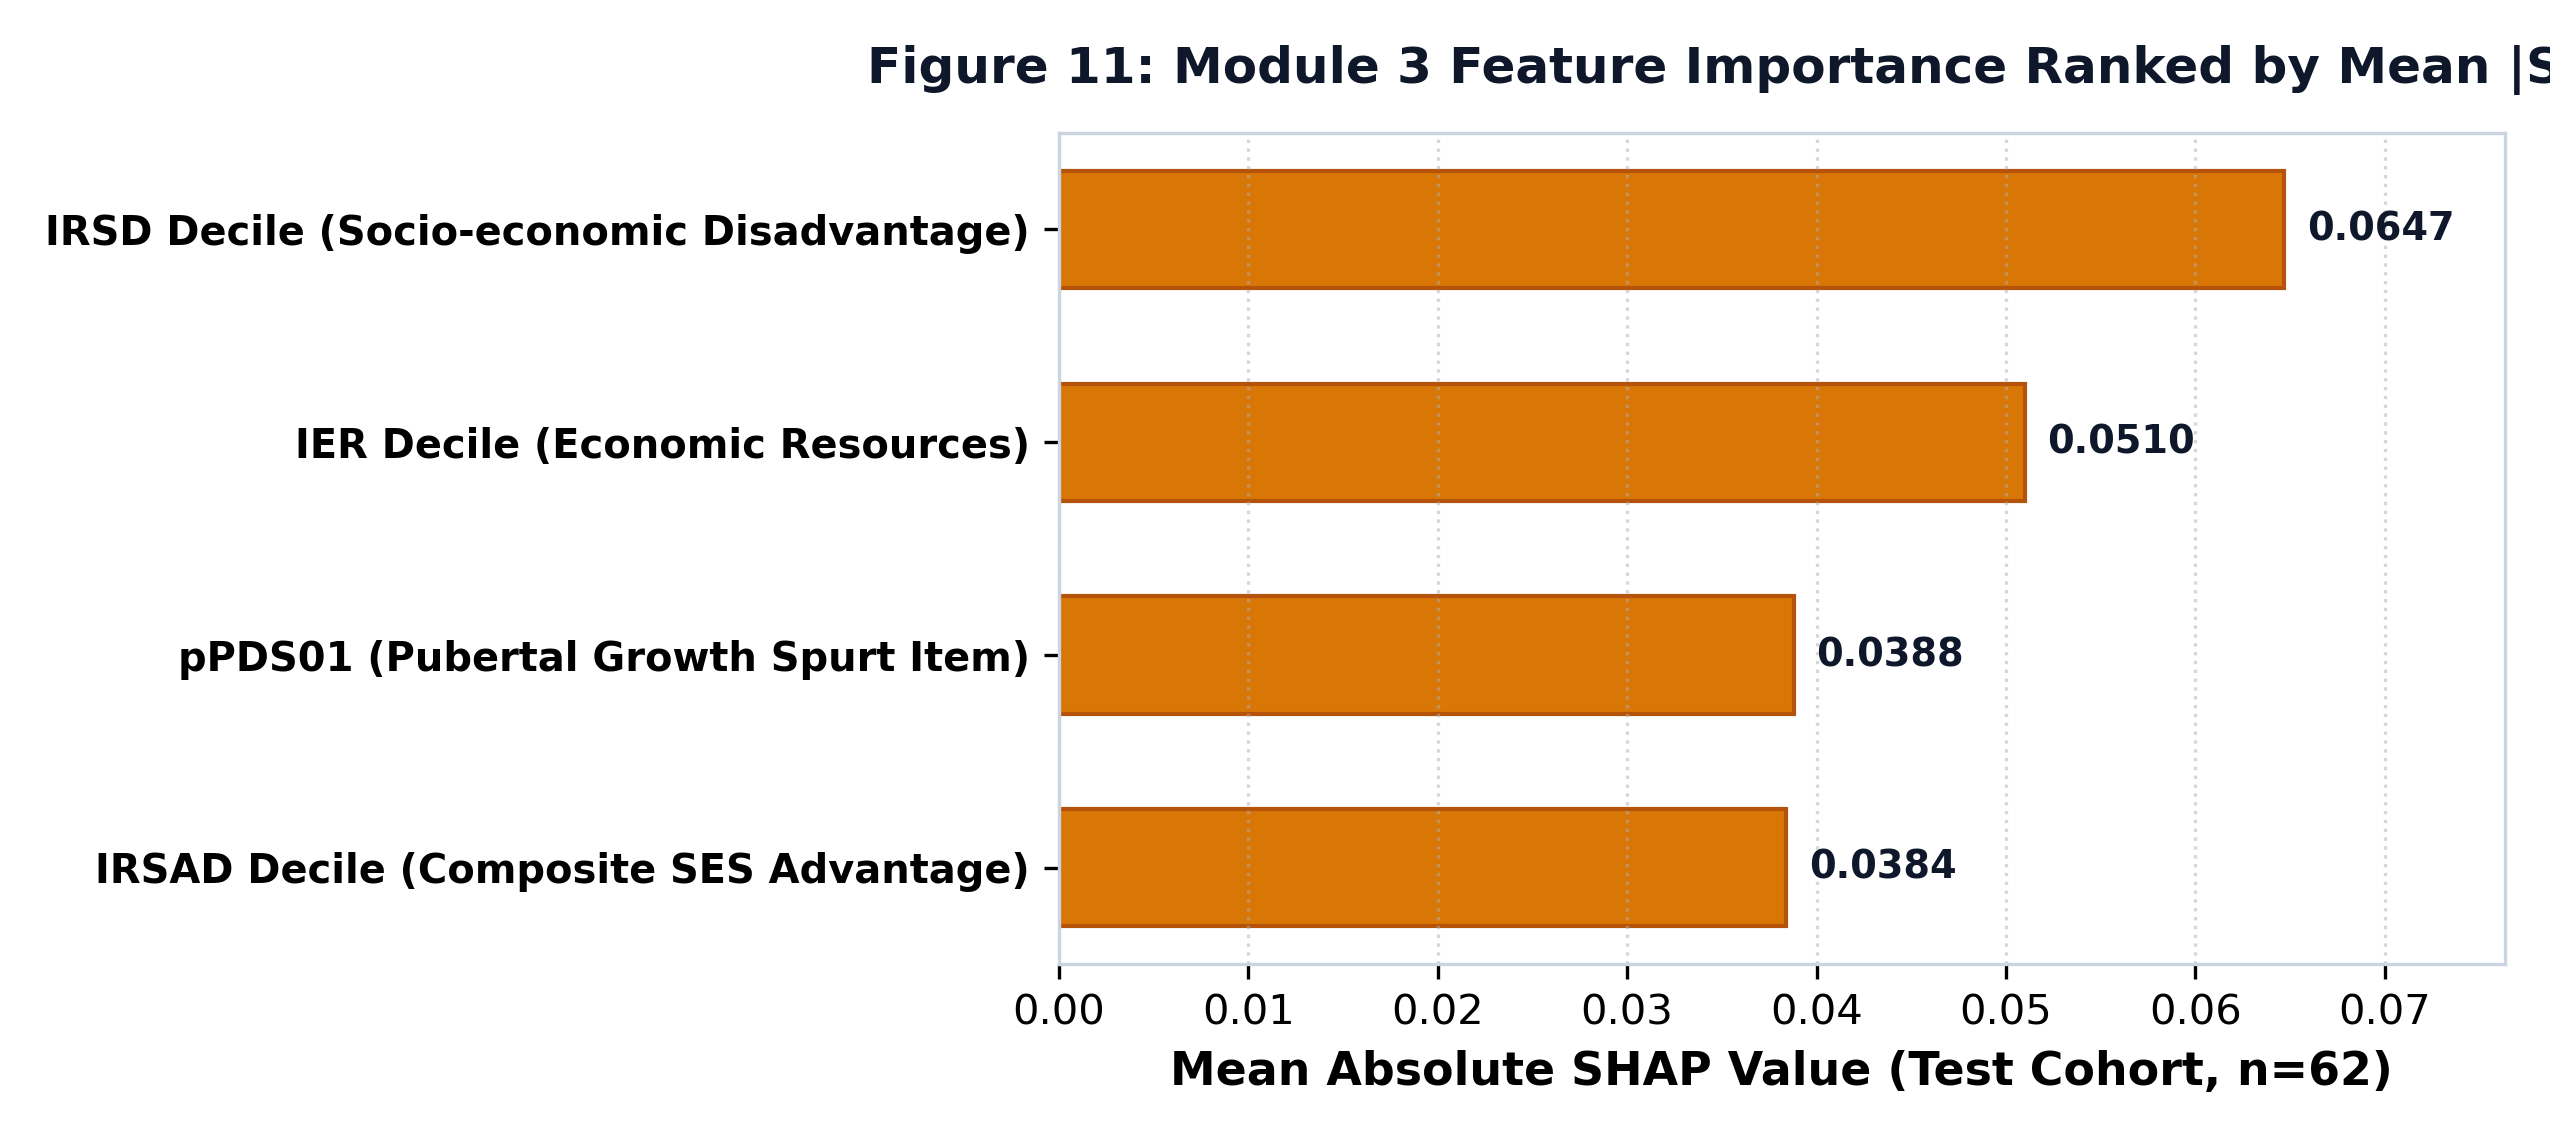 Figure 11: Module 3 Feature Importance Ranked by Mean |S
IRSD Decile (Socio-economic Disadvantage)
0.0647
IER Decile (Economic Resources)
0.0510
pPDS01 (Pubertal Growth Spurt Item)
0.0388
IRSAD Decile (Composite SES Advantage)
0.0384
0.00 0.01 0.02 0.03 0.04 0.05 0.06 0.07
Mean Absolute SHAP Value (Test Cohort, n=62)